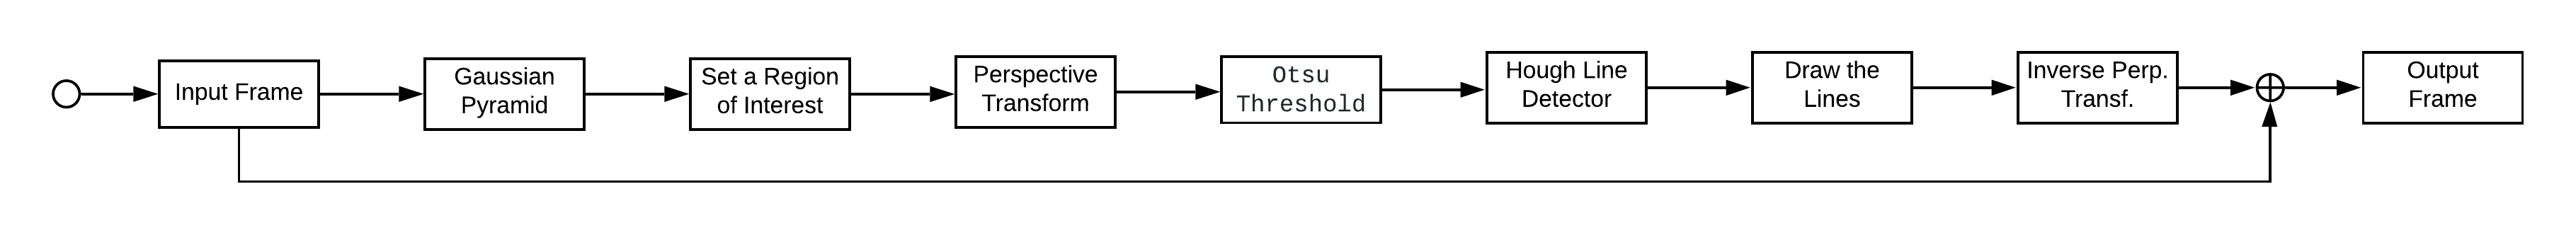 Input Frame
Gaussian
Pyramid
Set a Region
of Interest
Perspective
Transform
Otsu
Threshold
Hough Line
Detector
Draw the
Lines
Inverse Perp.
Transf.
Output
Frame